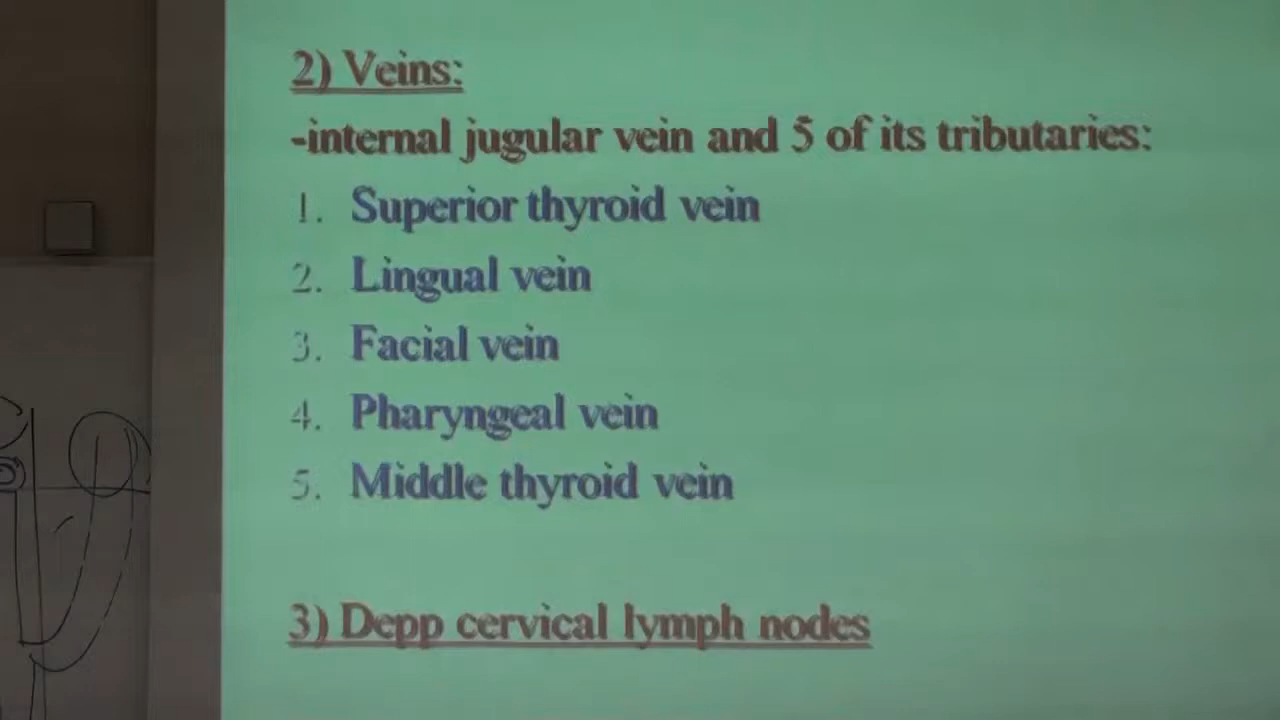 2) Veins:
-internal jugular vein and 5 of its tributaries:
1. Superior thyroid vein
2. Lingual vein
3. Facial vein
4. Pharyngeal vein
5. Middle thyroid vein
3) Depp cervical lymph nodes